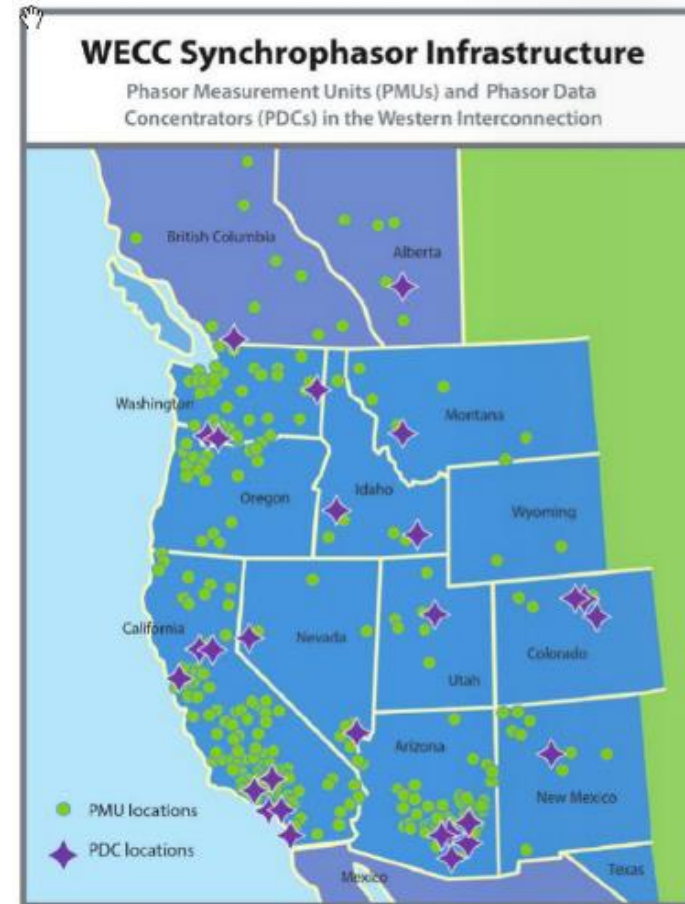 WECC Synchrophasor Infrastructure
Phasor Measurement Units (PMUs) and Phasor Data
Concentrators (PDCs) in the Western Interconnection
British Columbia
Alberta
Washington
Montana
Oregon
Idaho
Wyoming
California
Nevada
Utah
Colorado
Arizona
New Mexico
PMU locations
PDC locations
Mexico
Texas